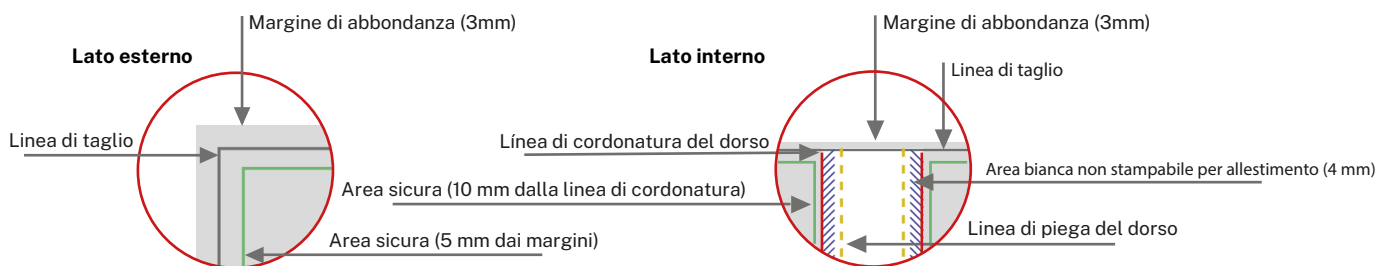 Margine di abbondanza (3mm)
Lato esterno
Linea di taglio
Area sicura (5 mm dai margini)
Margine di abbondanza (3mm)
Lato interno
Linea di taglio
Línea di cordonatura del dorso
Area sicura (10 mm dalla linea di cordonatura)
Area bianca non stampabile per allestimento (4 mm)
Linea di piega del dorso